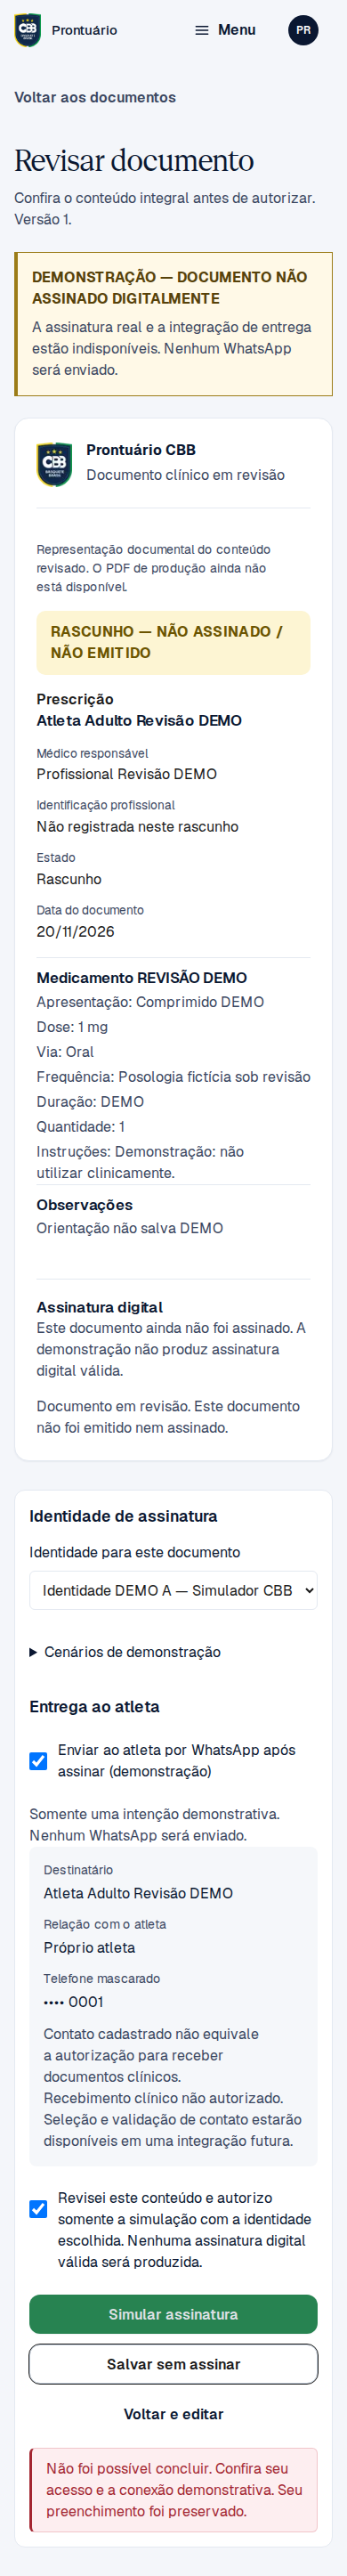 Prontuário
Menu
PR
Voltar aos documentos
Revisar documento
Confira o conteúdo integral antes de autorizar.
Versão 1.
DEMONSTRAÇÃO — DOCUMENTO NÃO
ASSINADO DIGITALMENTE
A assinatura real e a integração de entrega
estão indisponíveis. Nenhum WhatsApp
será enviado.
CBB
Prontuário CBB
Documento clínico em revisão
Representação documental do conteúdo
revisado. O PDF de produção ainda não
está disponível.
RASCUNHO — NÃO ASSINADO /
NÃO EMITIDO
Prescrição
Atleta Adulto Revisão DEMO
Médico responsável
Profissional Revisão DEMO
Identificação profissional
Não registrada neste rascunho
Estado
Rascunho
Data do documento
20/11/2026
Medicamento REVISÃO DEMO
Apresentação: Comprimido DEMO
Dose: 1 mg
Via: Oral
Frequência: Posologia fictícia sob revisão
Duração: DEMO
Quantidade: 1
Instruções: Demonstração: não
utilizar clinicamente.
Observações
Orientação não salva DEMO
Assinatura digital
Este documento ainda não foi assinado. A
demonstração não produz assinatura
digital válida.
Documento em revisão. Este documento
não foi emitido nem assinado.
Identidade de assinatura
Identidade para este documento
Identidade DEMO A — Simulador CBB
Cenários de demonstração
Entrega ao atleta
Enviar ao atleta por WhatsApp após
assinar (demonstração)
Somente uma intenção demonstrativa.
Nenhum WhatsApp será enviado.
Destinatário
Atleta Adulto Revisão DEMO
Relação com o atleta
Próprio atleta
Telefone mascarado
•••• 0001
Contato cadastrado não equivale
a autorização para receber
documentos clínicos.
Recebimento clínico não autorizado.
Seleção e validação de contato estarão
disponíveis em uma integração futura.
Revisei este conteúdo e autorizo
somente a simulação com a identidade
escolhida. Nenhuma assinatura digital
válida será produzida.
Simular assinatura
Salvar sem assinar
Voltar e editar
Não foi possível concluir. Confira seu
acesso e a conexão demonstrativa. Seu
preenchimento foi preservado.